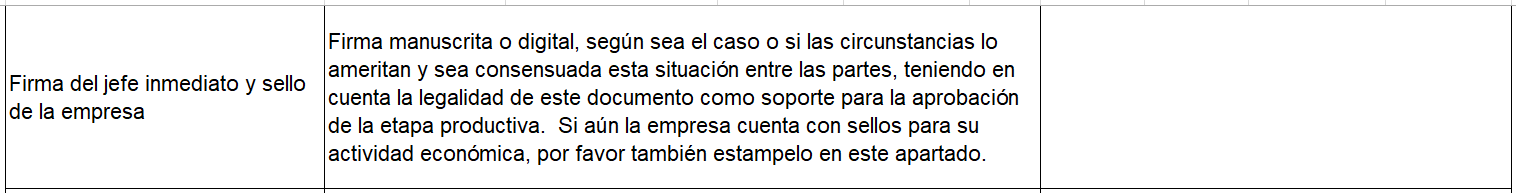 Firma del jefe inmediato y sello
de la empresa
Firma manuscrita o digital, según sea el caso o si las circunstancias lo
ameritan y sea consensuada esta situación entre las partes, teniendo en
cuenta la legalidad de este documento como soporte para la aprobación
de la etapa productiva.  Si aún la empresa cuenta con sellos para su
actividad económica, por favor también estampelo en este apartado.